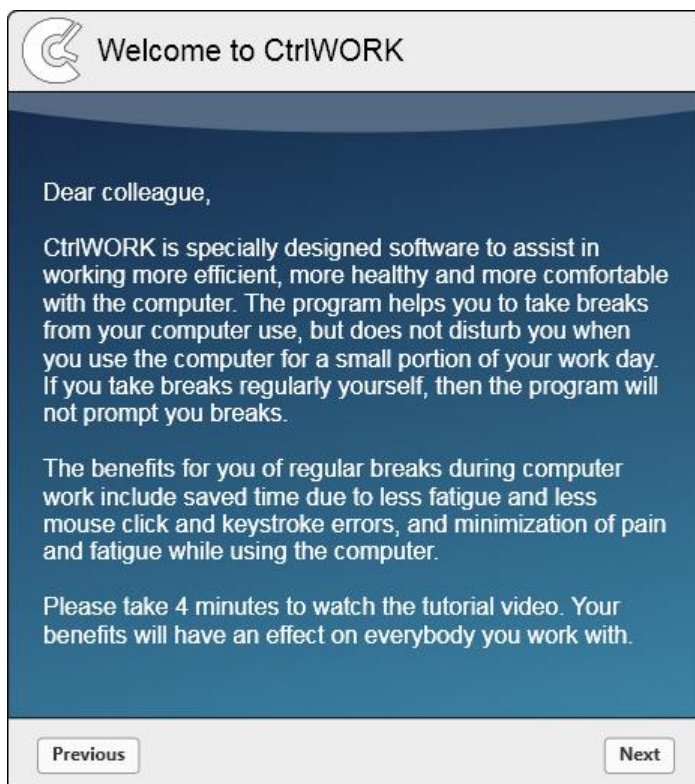 Welcome to CtrlWORK
Dear colleague,
CtrlWORK is specially designed software to assist in
working more efficient, more healthy and more comfortable
with the computer. The program helps you to take breaks
from your computer use, but does not disturb you when
you use the computer for a small portion of your work day.
If you take breaks regularly yourself, then the program will
not prompt you breaks.
The benefits for you of regular breaks during computer
work include saved time due to less fatigue and less
mouse click and keystroke errors, and minimization of pain
and fatigue while using the computer.
Please take 4 minutes to watch the tutorial video. Your
benefits will have an effect on everybody you work with.
Previous
Next